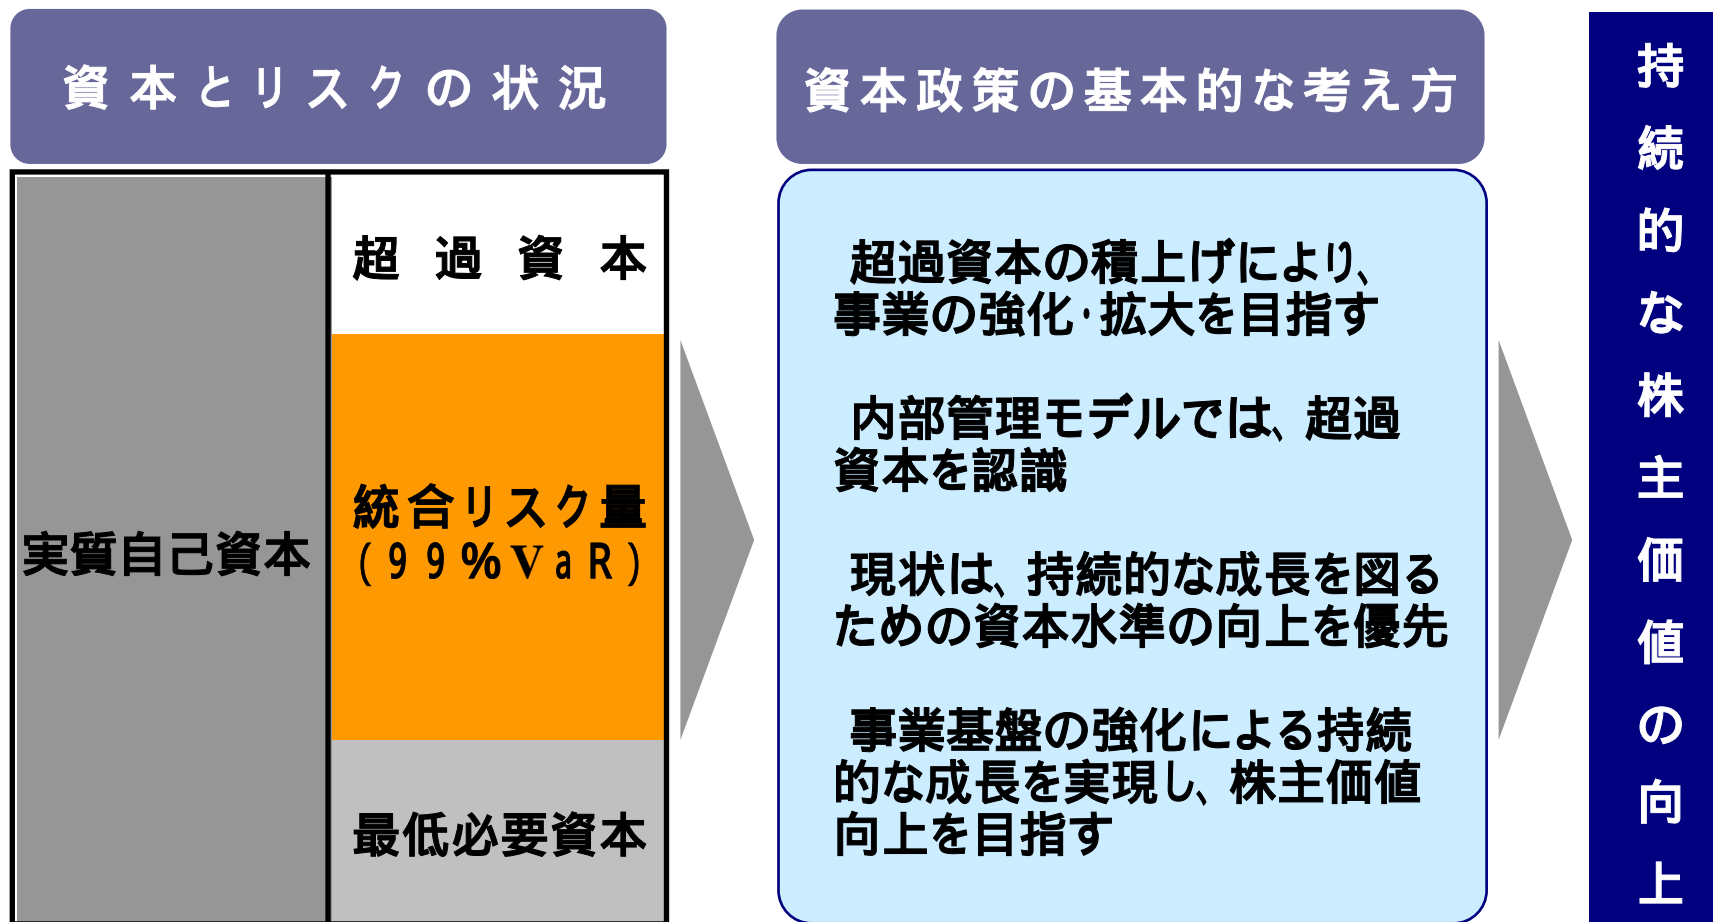 資本とリスクの状況
実質自己資本
超過資本
統合リスク量
(99%VaR)
最低必要資本
資本政策の基本的な考え方
超過資本の積上げにより、
事業の強化・拡大を目指す
内部管理モデルでは、超過
資本を認識
現状は、持続的な成長を図る
ための資本水準の向上を優先
事業基盤の強化による持続
的な成長を実現し、株主価値
向上を目指す
持続的な株主価値の向上